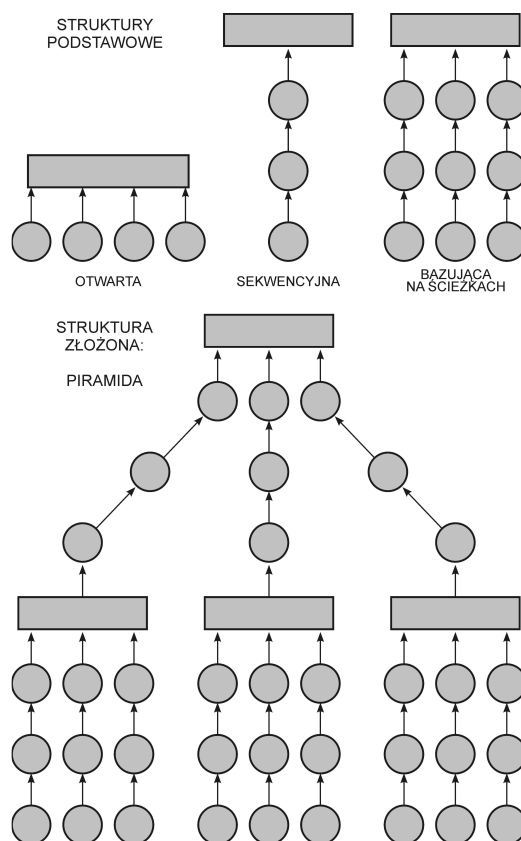 STRUKTURY
PODSTAWOWE
OTWARTA
SEKWENCYJNA
BAZUJĄCA
NA ŚCIEŻKACH
STRUKTURA
ZŁOŻONA:
PIRAMIDA